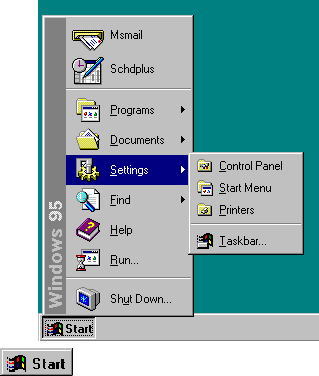 Msmail
Schdplus
Programs
Documents
Settings
Find
Help
Run...
Shut Down...
Windows 95
Control Panel
Start Menu
Printers
Taskbar...
Start
Start